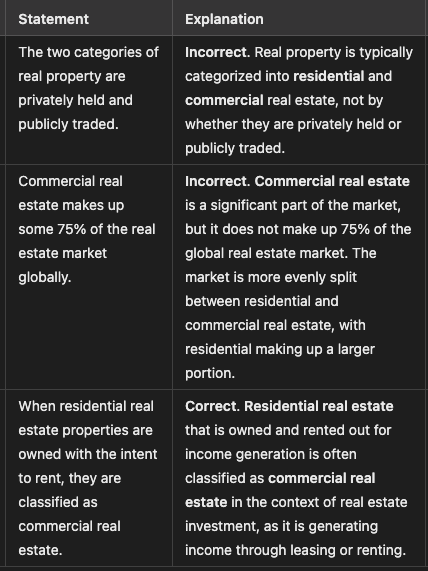 Statement
Explanation
The two categories of
real property are
privately held and
publicly traded.
Incorrect. Real property is typically
categorized into residential and
commercial real estate, not by
whether they are privately held or
publicly traded.
Commercial real
estate makes up
some 75% of the real
estate market
globally.
Incorrect. Commercial real estate
is a significant part of the market,
but it does not make up 75% of the
global real estate market. The
market is more evenly split
between residential and
commercial real estate, with
residential making up a larger
portion.
When residential real
estate properties are
owned with the intent
to rent, they are
classified as
commercial real
estate.
Correct. Residential real estate
that is owned and rented out for
income generation is often
classified as commercial real
estate in the context of real estate
investment, as it is generating
income through leasing or renting.